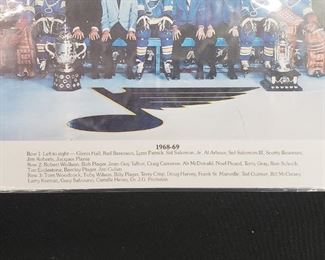 1968-69
Row 1: Left to right — Glenn Hall, Red Berenson, Lynn Patrick, Sid Salomon, Jr., Al Arbour, Sid Salomon III, Scotty Bowman,
Jim Roberts, Jacques Plante
Row 2: Robert Wellman, Bob Plager, Jean-Guy Talbot, Craig Cameron, Ab McDonald, Noel Picard, Terry Gray, Ron Schock,
Tim Ecclestone, Barclay Plager, Jim Cullen
Row 3: Tom Woodcock, Toby Wilson, Billy Plager, Terry Crisp, Doug Harvey, Frank St. Marseille, Ted Ouimet, Bill McCreary,
Larry Keenan, Gary Sabourin, Camille Henry, Dr. J.G. Probstein